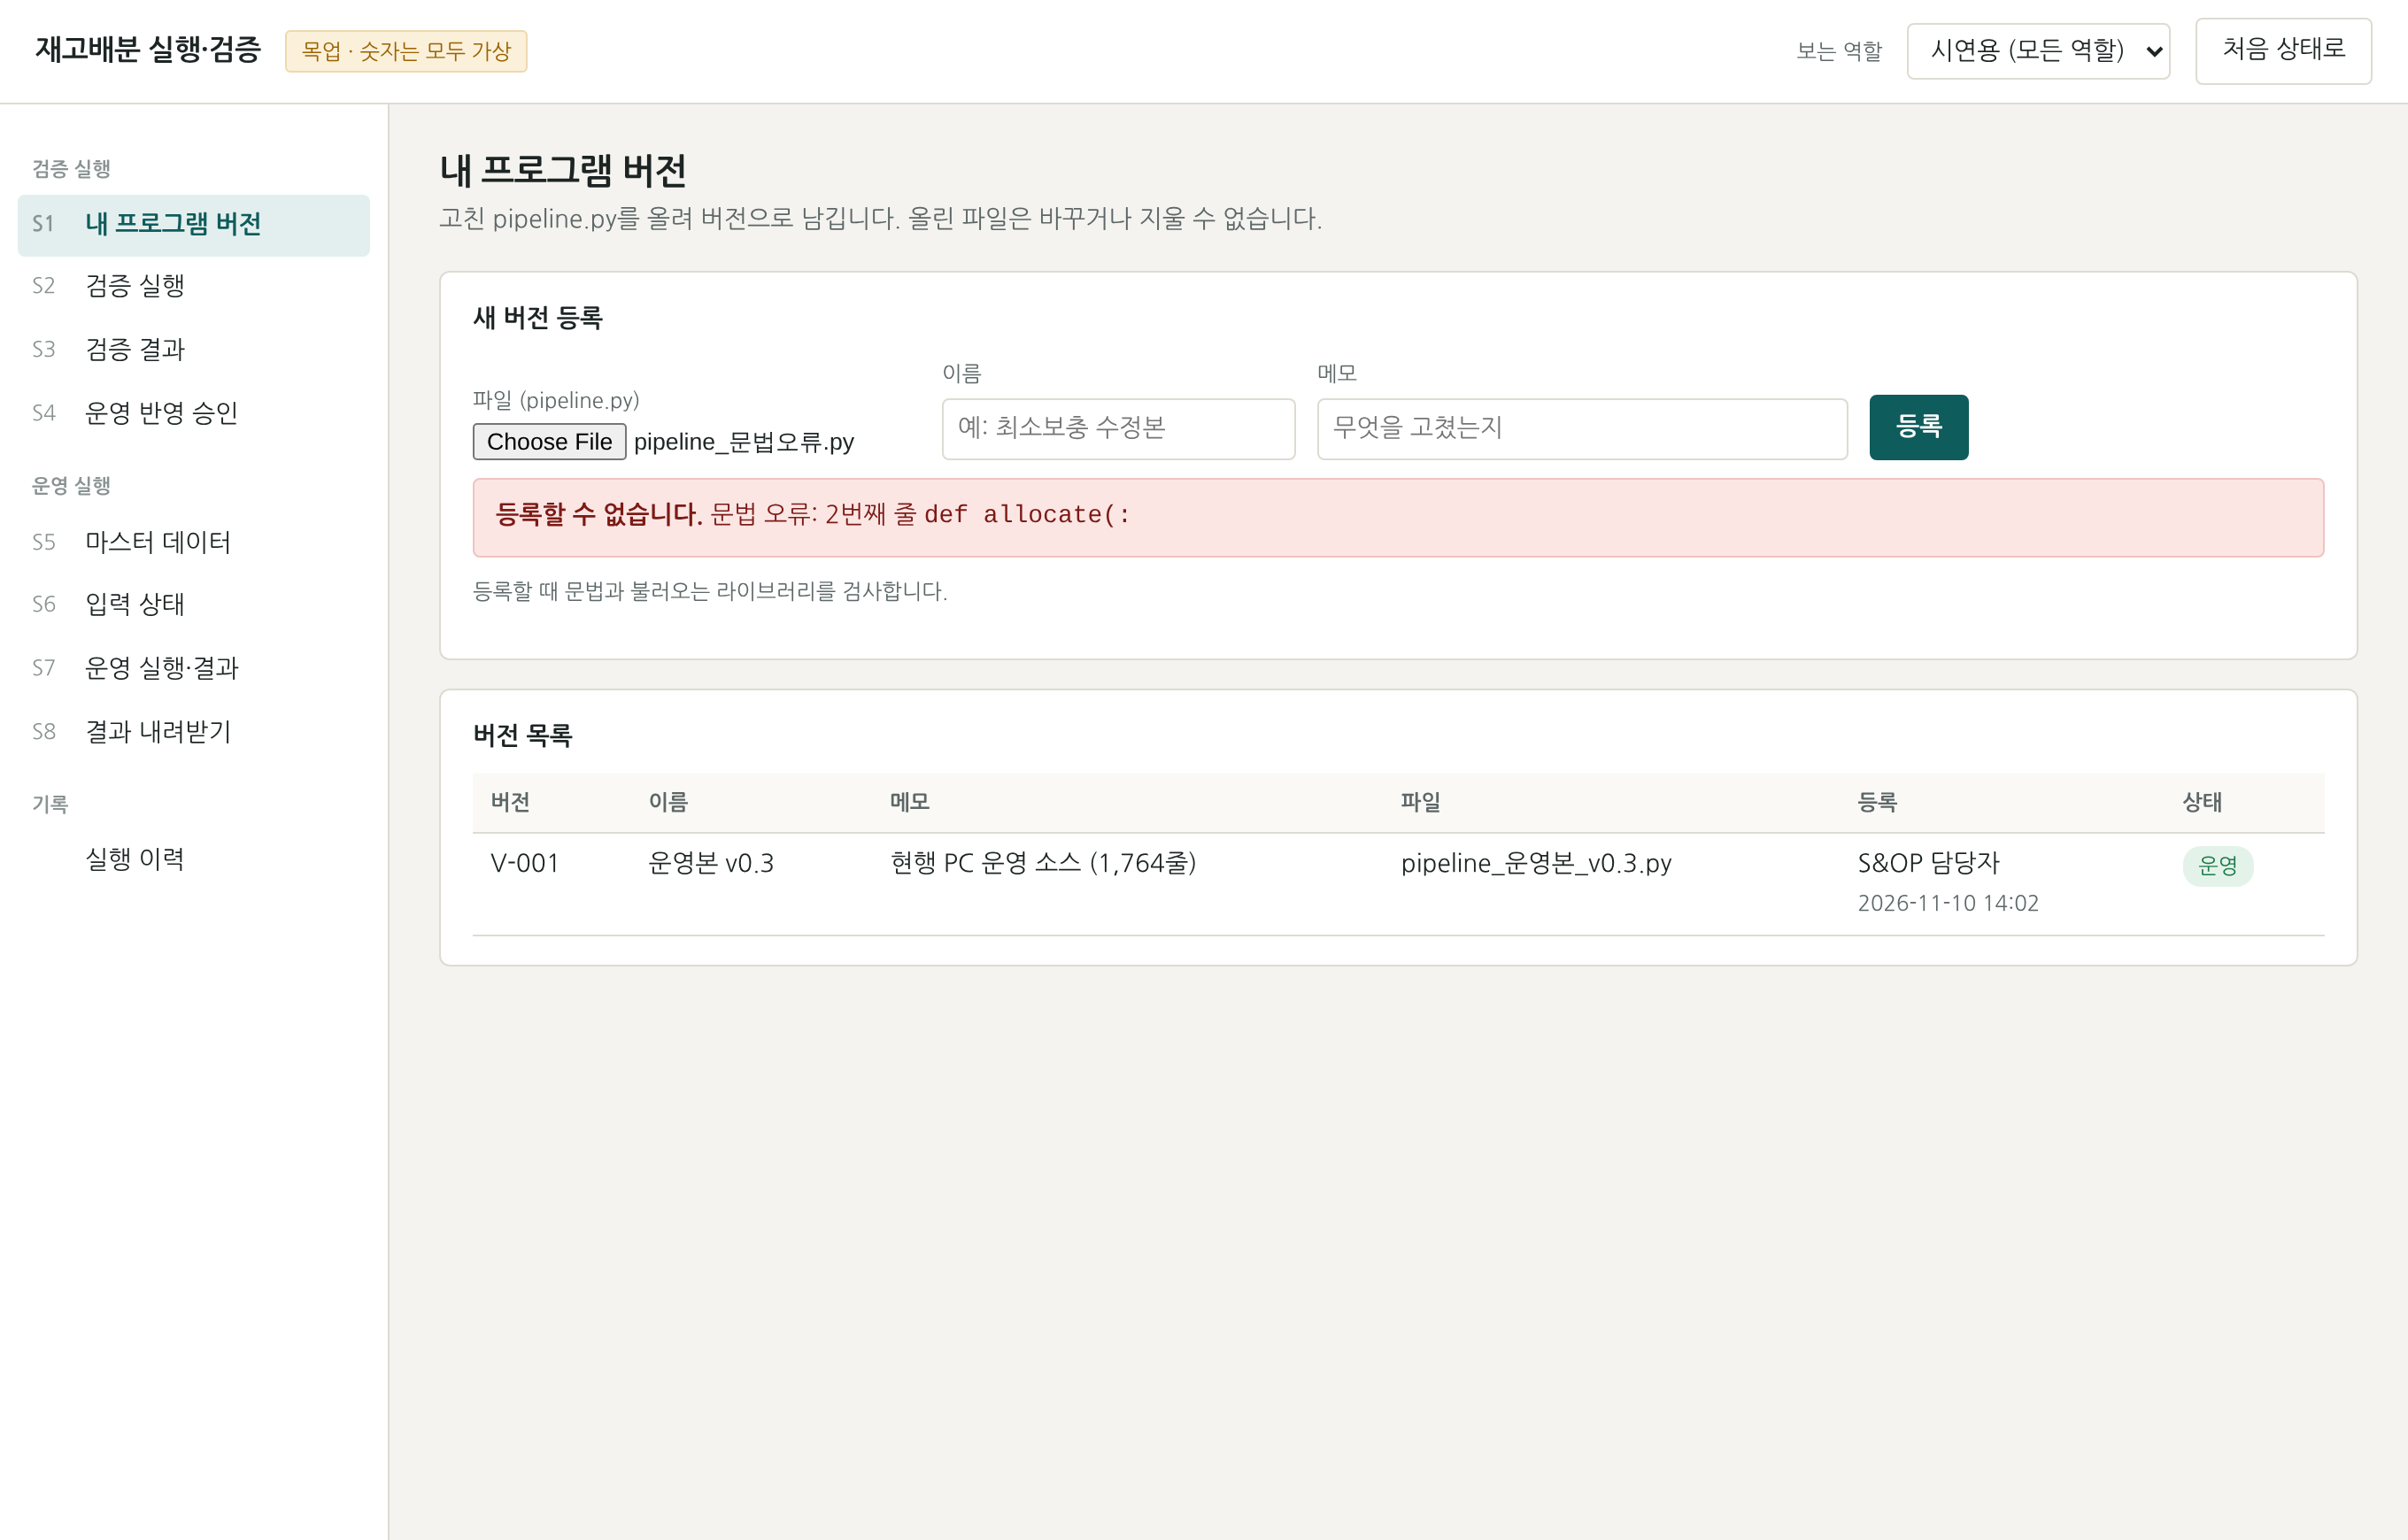 재고배분 실행·검증
목업 · 숫자는 모두 가상
보는 역할
시연용 (모든 역할)
처음 상태로
검증 실행
S1 내 프로그램 버전
S2 검증 실행
S3 검증 결과
S4 운영 반영 승인
운영 실행
S5 마스터 데이터
S6 입력 상태
S7 운영 실행·결과
S8 결과 내려받기
기록
실행 이력
내 프로그램 버전
고친 pipeline.py를 올려 버전으로 남깁니다. 올린 파일은 바꾸거나 지울 수 없습니다.
새 버전 등록
파일 (pipeline.py)
Choose File pipeline_문법오류.py
이름
예: 최소보충 수정본
메모
무엇을 고쳤는지
등록
등록할 수 없습니다. 문법 오류: 2번째 줄 def allocate(:
등록할 때 문법과 불러오는 라이브러리를 검사합니다.
버전 목록
버전 이름 메모 파일 등록 상태
V-001 운영본 v0.3 현행 PC 운영 소스 (1,764줄) pipeline_운영본_v0.3.py S&OP 담당자 운영
2026-11-10 14:02